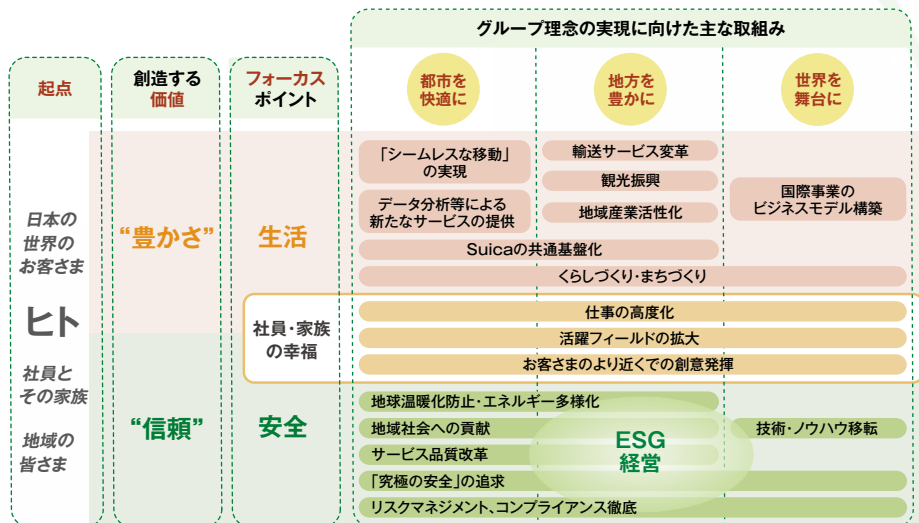 グループ理念の実現に向けた主な取組み
起点
創造する
価値
フォーカス
ポイント
都市を
快適に
地方を
豊かに
世界を
舞台に
日本の
世界の
お客さま
ヒト
社員と
その家族
地域の
皆さま
“豊かさ”
“信頼”
生活
社員・家族
の幸福
安全
「シームレスな移動」
の実現
データ分析等による
新たなサービスの提供
輸送サービス変革
観光振興
地域産業活性化
国際事業の
ビジネスモデル構築
Suicaの共通基盤化
くらしづくり・まちづくり
仕事の高度化
活躍フィールドの拡大
お客さまのより近くでの創意発揮
地球温暖化防止・エネルギー多様化
地域社会への貢献
サービス品質改革
ESG
経営
技術・ノウハウ移転
「究極の安全」の追求
リスクマネジメント、コンプライアンス徹底